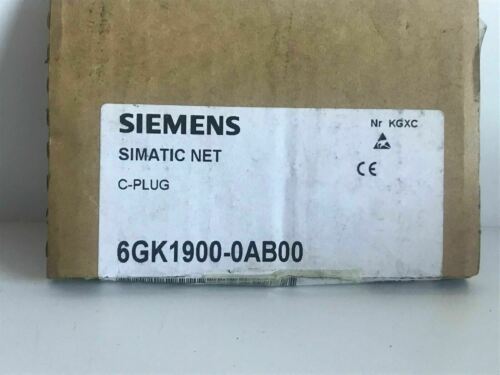 SIEMENS
Nr KGXC
SIMATIC NET
CE
C-PLUG
6GK1900-0AB00